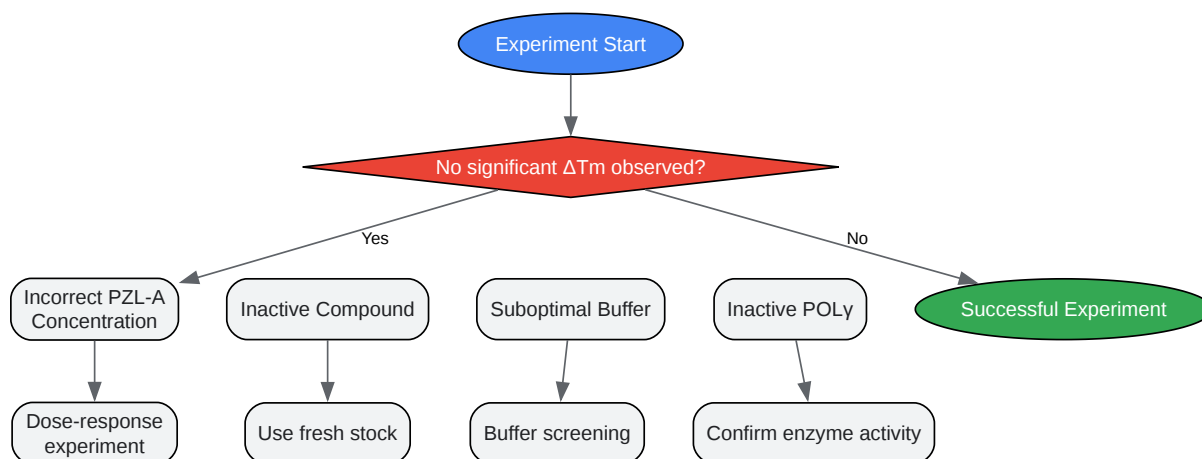 Experiment Start
No significant ΔTm observed?
Yes
No
Incorrect PZL-A
Concentration
Inactive Compound
Suboptimal Buffer
Inactive POLγ
Successful Experiment
Dose-response
experiment
Use fresh stock
Buffer screening
Confirm enzyme activity